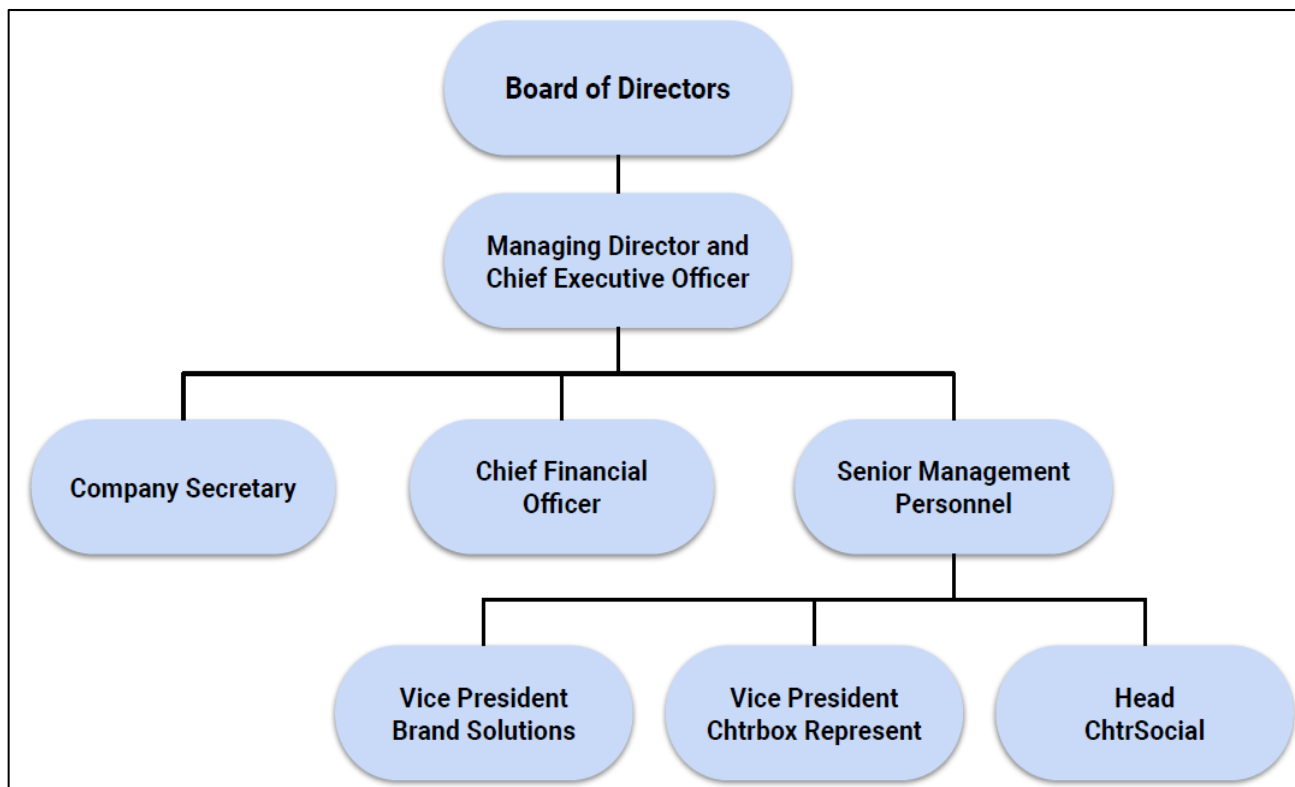 Board of Directors
Managing Director and
Chief Executive Officer
Company Secretary
Chief Financial
Officer
Senior Management
Personnel
Vice President
Brand Solutions
Vice President
Chtrbox Represent
Head
ChtrSocial